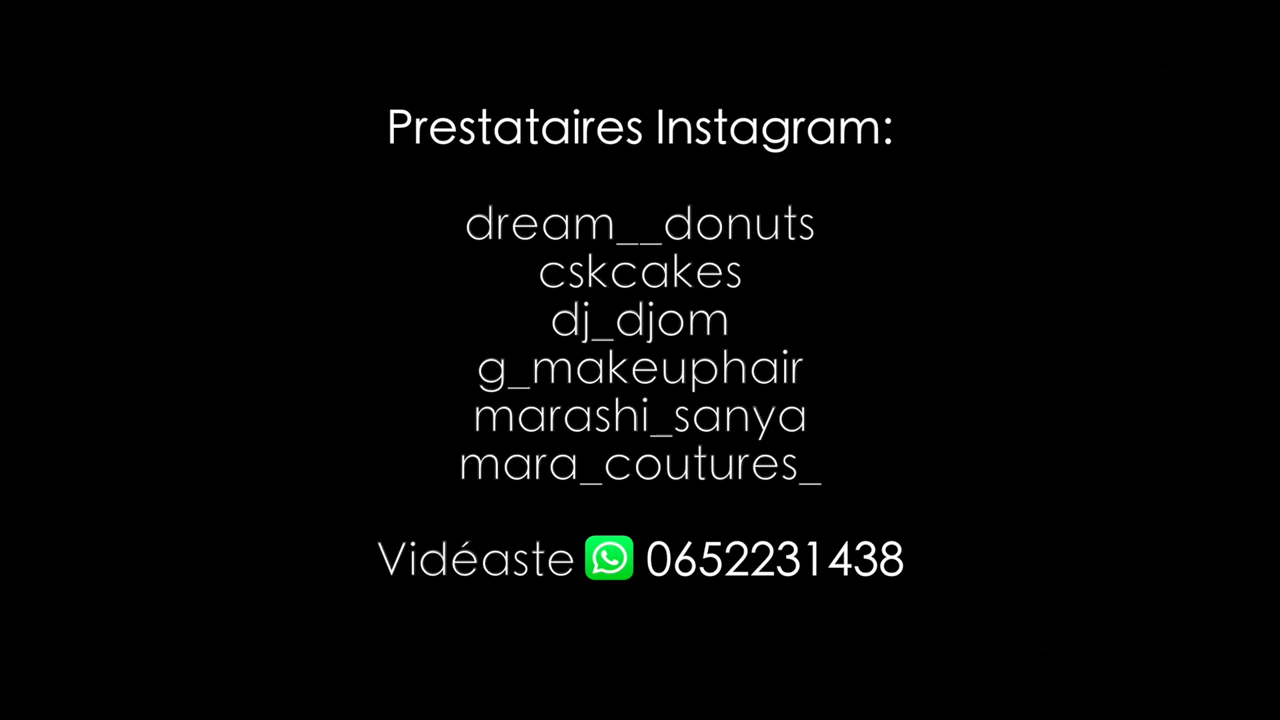 Prestataires Instagram:
dream__donuts
cskcakes
dj_djom
g_makeuphair
marashi_sanya
mara_coutures_
Vidéaste 0652231438